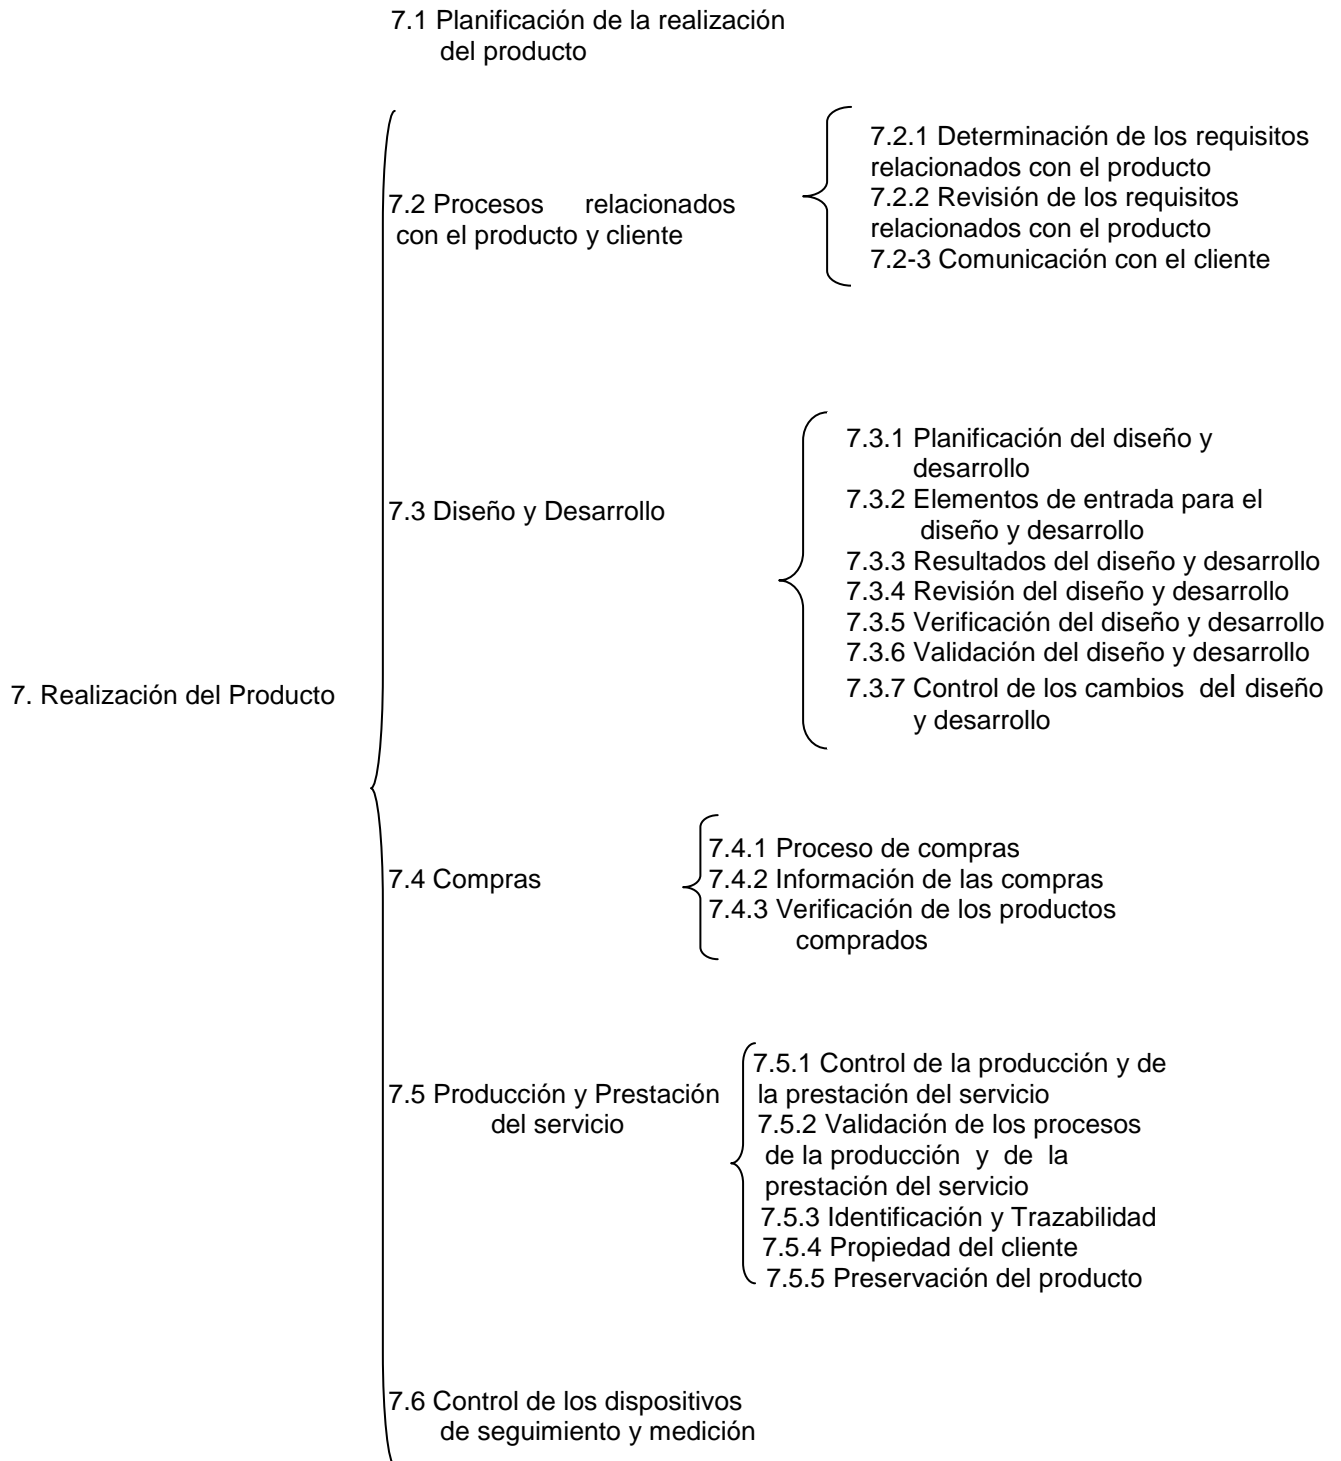 7.1 Planificación de la realización
del producto
7.2 Procesos relacionados
con el producto y cliente
7.2.1 Determinación de los requisitos
relacionados con el producto
7.2.2 Revisión de los requisitos
relacionados con el producto
7.2-3 Comunicación con el cliente
7.3 Diseño y Desarrollo
7.3.1 Planificación del diseño y
desarrollo
7.3.2 Elementos de entrada para el
diseño y desarrollo
7.3.3 Resultados del diseño y desarrollo
7.3.4 Revisión del diseño y desarrollo
7.3.5 Verificación del diseño y desarrollo
7.3.6 Validación del diseño y desarrollo
7.3.7 Control de los cambios del diseño
y desarrollo
7. Realización del Producto
7.4 Compras
7.4.1 Proceso de compras
7.4.2 Información de las compras
7.4.3 Verificación de los productos
comprados
7.5 Producción y Prestación
del servicio
7.5.1 Control de la producción y de
la prestación del servicio
7.5.2 Validación de los procesos
de la producción y de la
prestación del servicio
7.5.3 Identificación y Trazabilidad
7.5.4 Propiedad del cliente
7.5.5 Preservación del producto
7.6 Control de los dispositivos
de seguimiento y medición